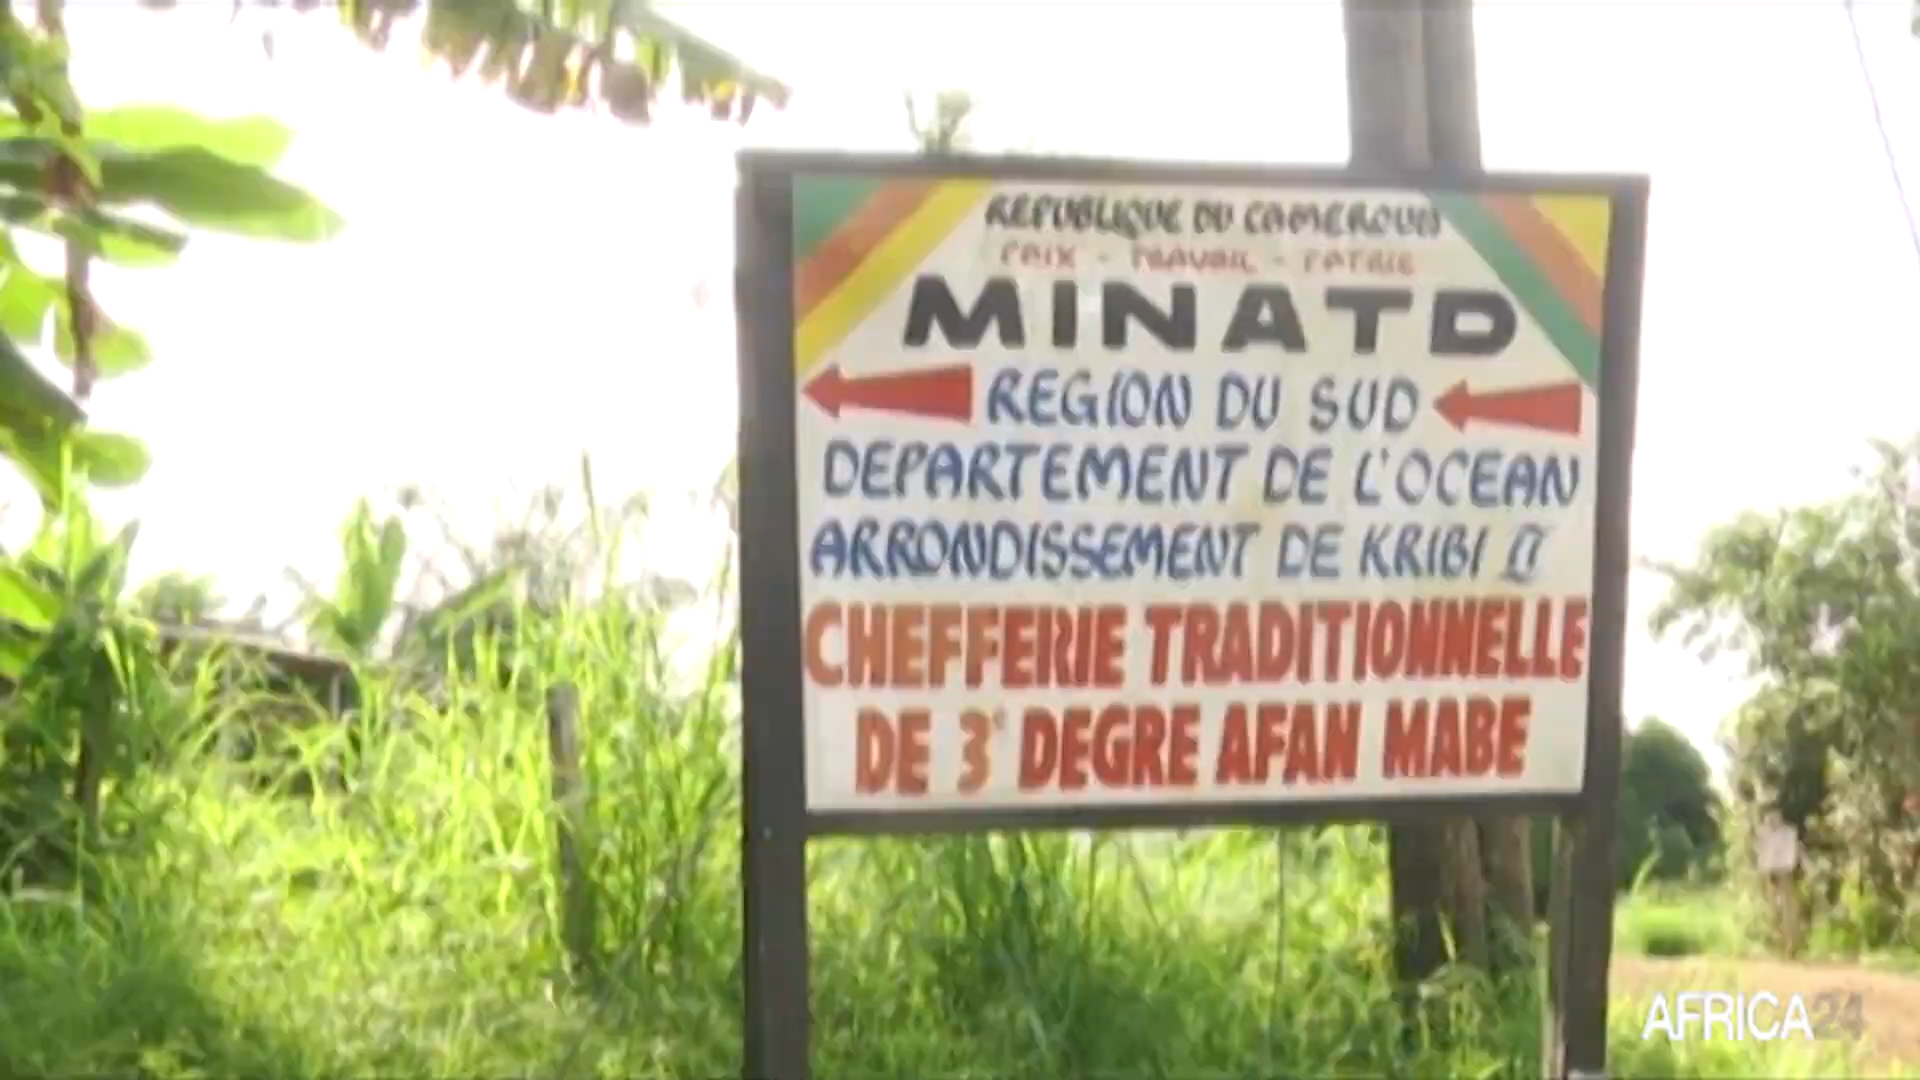 REPUBLIQUE DU CAMEROUN
PAIX - TRAVAIL - PATRIE
MINATD
REGION DU SUD
DEPARTEMENT DE L'OCEAN
ARRONDISSEMENT DE KRIBI II
CHEFFERIE TRADITIONNELLE
DE 3e DEGRE AFAN MABE
AFRICA24